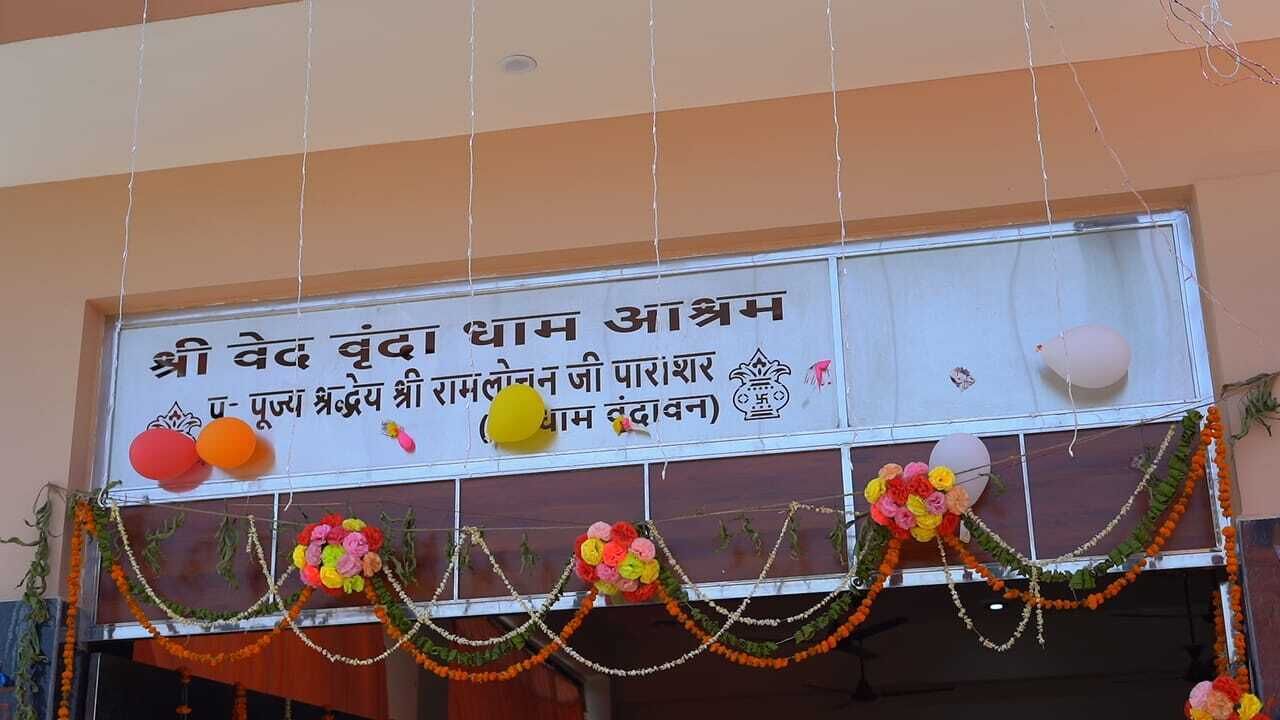 श्री वेद वृंदा धाम आश्रम
प- पूज्य श्रद्धेय श्री रामलोचन जी पाराशर
धाम वृंदावन)